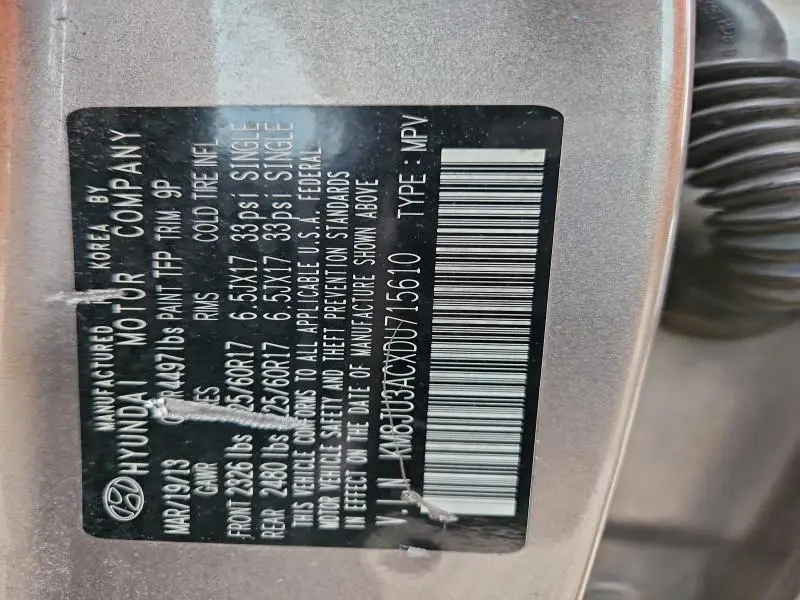 MANUFACTURED KOREA BY
HYUNDAI MOTOR COMPANY
MAR/19/13 4497lbs PAINT TFP TRIM 9P
GAWR RIMS COLD TIRE INFL
FRONT 2326 lbs 25/60R17 6.5JX17 33psi SINGLE
REAR 2480 lbs 225/60R17 6.5JX17 33psi SINGLE
THIS VEHICLE CONFORMS TO ALL APPLICABLE U.S.A. FEDERAL
MOTOR VEHICLE SAFETY AND THEFT PREVENTION STANDARDS
IN EFFECT ON THE DATE OF MANUFACTURE SHOWN ABOVE
V.I.N KM8JU3ACXDU715610 TYPE : MPV